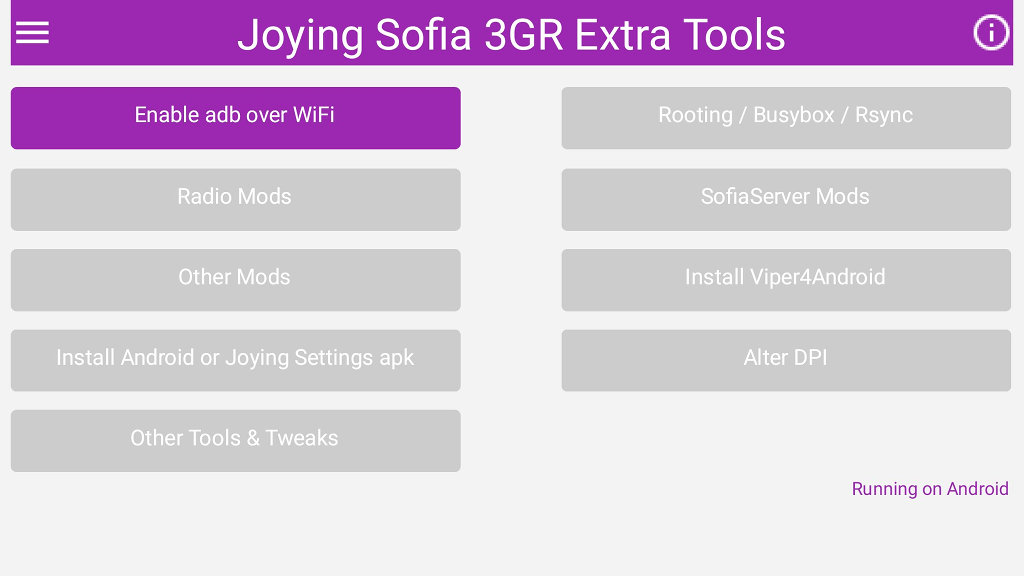 Joying Sofia 3GR Extra Tools
Enable adb over WiFi
Rooting / Busybox / Rsync
Radio Mods
SofiaServer Mods
Other Mods
Install Viper4Android
Install Android or Joying Settings apk
Alter DPI
Other Tools & Tweaks
Running on Android